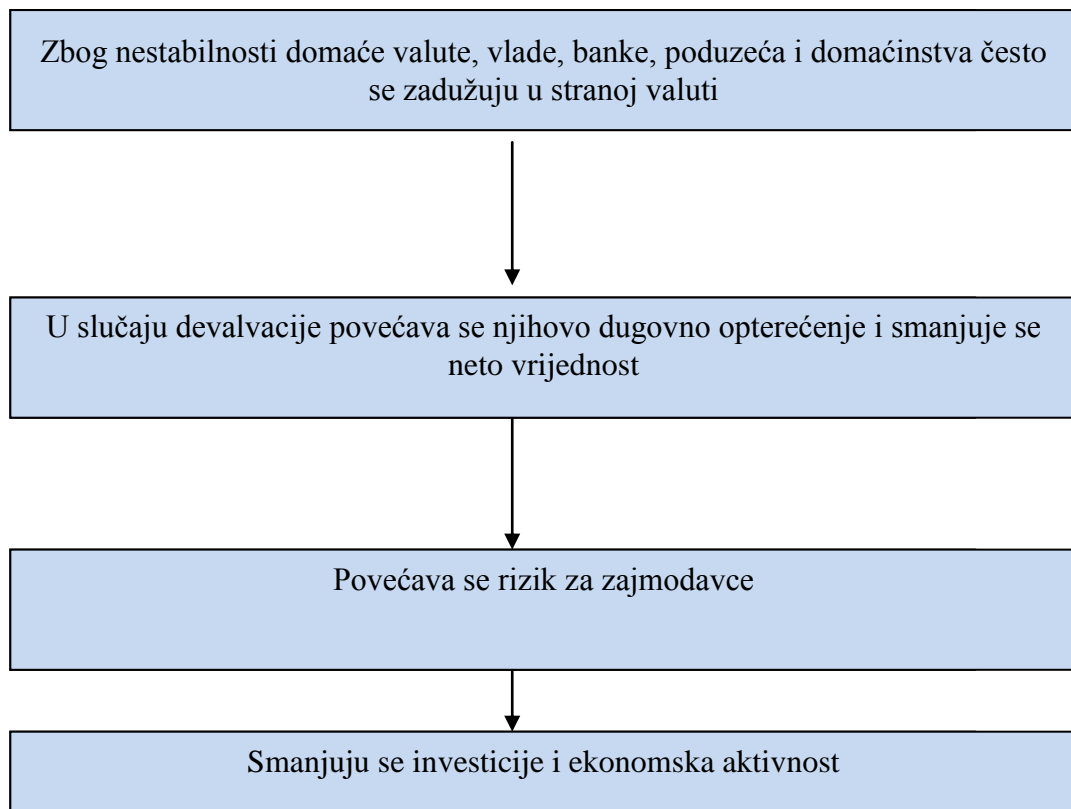 Zbog nestabilnosti domaće valute, vlade, banke, poduzeća i domaćinstva često
se zadužuju u stranoj valuti
U slučaju devalvacije povećava se njihovo dugovno opterećenje i smanjuje se
neto vrijednost
Povećava se rizik za zajmodavce
Smanjuju se investicije i ekonomska aktivnost